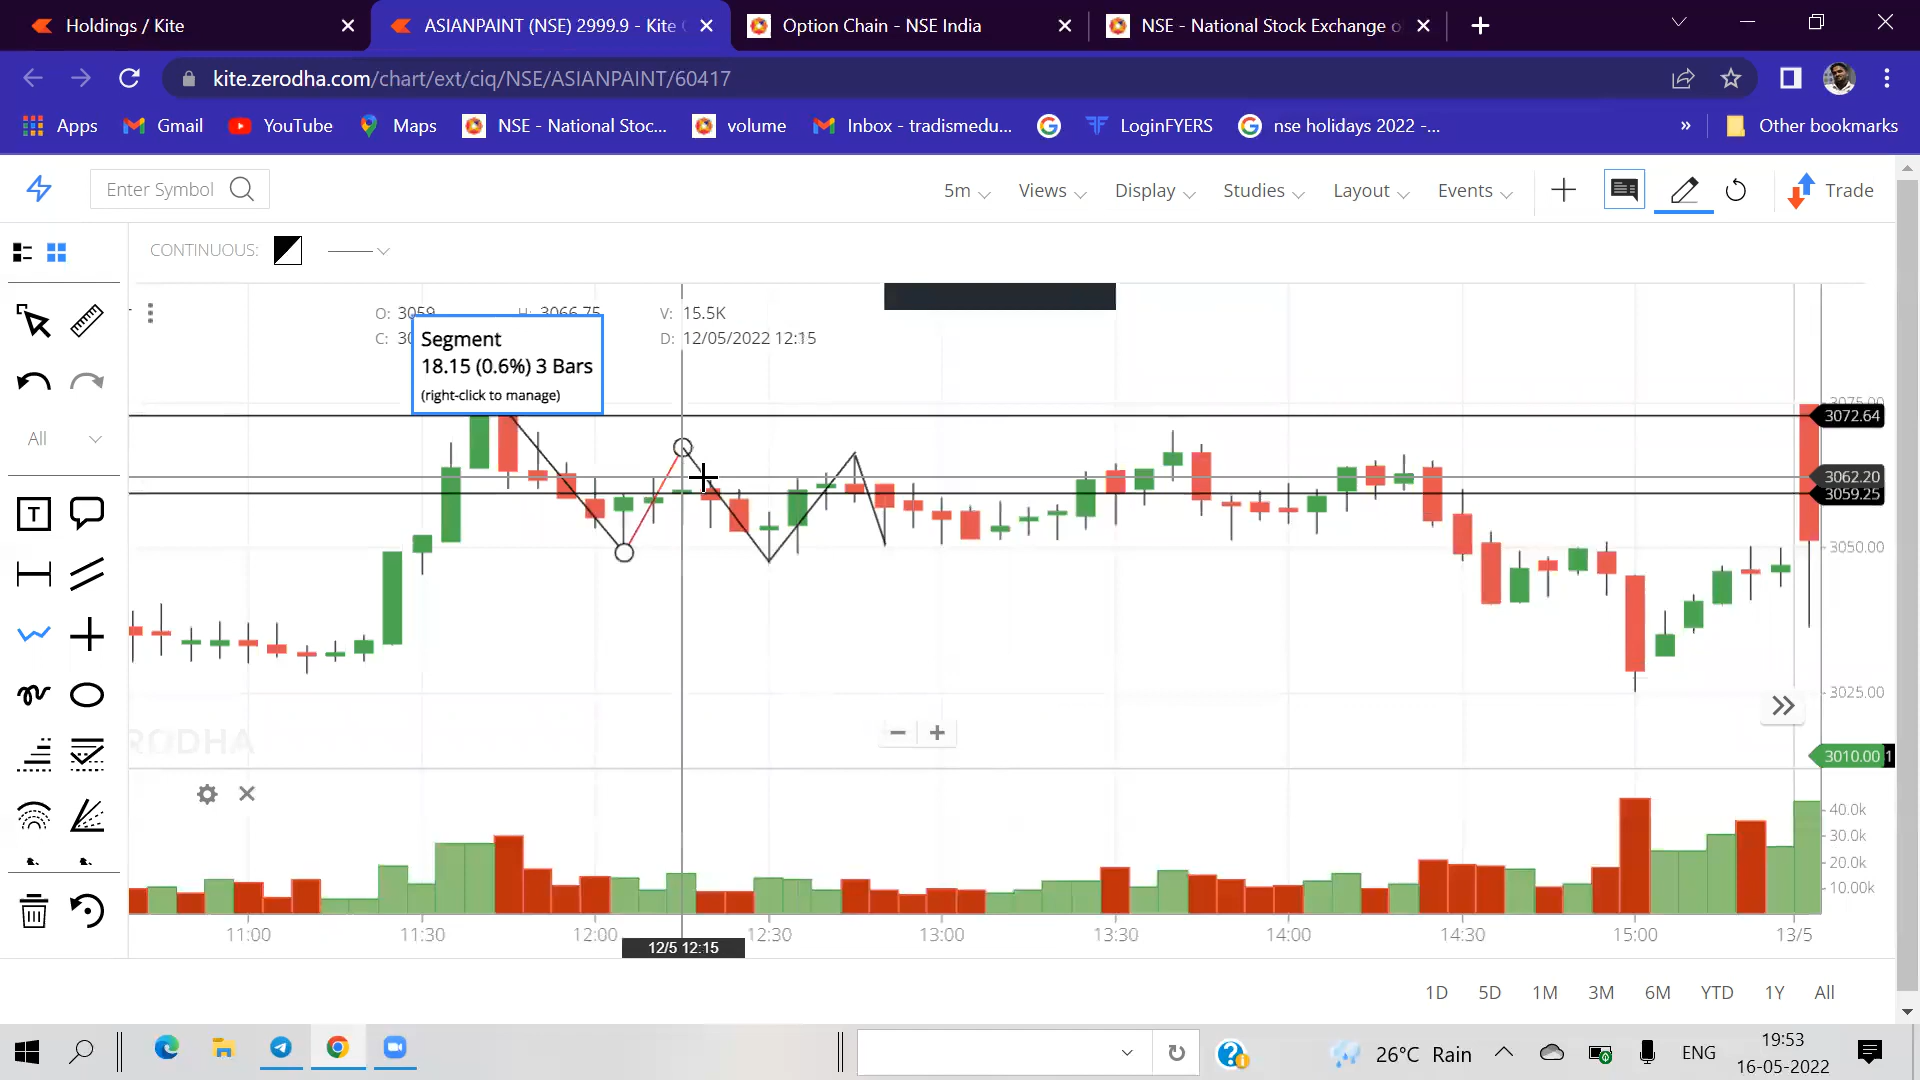 Holdings / Kite
ASIANPAINT (NSE) 2999.9 - Kite
Option Chain - NSE India
NSE - National Stock Exchange o
kite.zerodha.com/chart/ext/ciq/NSE/ASIANPAINT/60417
Apps
Gmail
YouTube
Maps
NSE - National Stoc...
volume
Inbox - tradismedu...
LoginFYERS
nse holidays 2022 -...
»
Other bookmarks
Enter Symbol
5m
Views
Display
Studies
Layout
Events
Trade
CONTINUOUS:
O: 3059
H: 3066.75
V: 15.5K
C: 30
D: 12/05/2022 12:15
Segment
18.15 (0.6%) 3 Bars
(right-click to manage)
All
T
3075.00
3072.64
3062.20
3059.25
3050.00
3025.00
3010.00
1
RODHA
40.0k
30.0k
20.0k
10.00k
11:00
11:30
12:00
12:30
13:00
13:30
14:00
14:30
15:00
13/5
12/5 12:15
1D
5D
1M
3M
6M
YTD
1Y
All
26°C Rain
ENG
19:53
16-05-2022